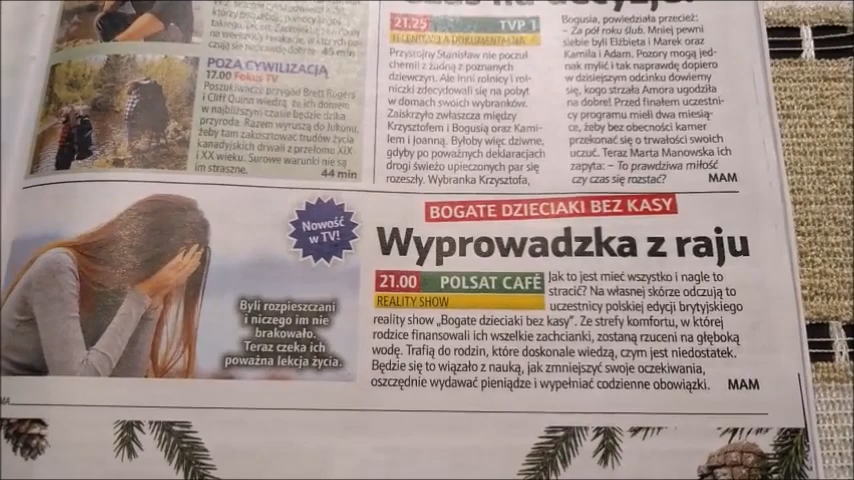 21.25 TVP 1
TELENOWELA DOKUMENTALNA
Przystojny Stanisław nie poczuł
chemii z żadną z poznanych
dziewczyn. Ale inni rolnicy i rol-
niczki zdecydowali się na pobyt
w domach swoich wybranków.
Zaiskrzyło zwłaszcza między
Krzysztofem i Bogusią oraz Kami-
lem i Joanną. Byłoby więc dziwne,
gdyby po poważnych deklaracjach
drogi świeżo upieczonych par się
rozeszły. Wybranka Krzysztofa,
Bogusia, powiedziała przecież:
– Za pół roku ślub. Mniej pewni
siebie byli Elżbieta i Marek oraz
Kamila i Adam. Pozory mogą jed-
nak mylić i tak naprawdę dopiero
w dzisiejszym odcinku dowiemy
się, kogo strzała Amora ugodziła
na dobre! Przed finałem uczestni-
cy programu mieli dwa miesią-
ce, żeby bez obecności kamer
przekonać się o trwałości swoich
uczuć. Teraz Marta Manowska ich
zapyta: – To prawdziwa miłość
czy czas się rozstać? MAM
45 min
POZA CYWILIZACJĄ
17.00 Fokus TV
Poszukiwacze przygód Brett Rogers
i Cliff Quinn wiedzą, że ich domem
w najbliższym czasie będzie dzika
przyroda. Razem wyruszą do Jukonu,
żeby tam zakosztować trudów życia
kanadyjskich drwali z przełomu XIX
i XX wieku. Surowe warunki nie są
im straszne. 44 min
Nowość
w TV!
Byli rozpieszczani
i niczego im nie
brakowało.
Teraz czeka ich
poważna lekcja życia.
BOGATE DZIECIAKI BEZ KASY
Wyprowadzka z raju
21.00 POLSAT CAFÉ
REALITY SHOW
Jak to jest mieć wszystko i nagle to
stracić? Na własnej skórze odczują to
uczestnicy polskiej edycji brytyjskiego
reality show „Bogate dzieciaki bez kasy”. Ze strefy komfortu, w której
rodzice finansowali ich wszelkie zachcianki, zostaną rzuceni na głęboką
wodę. Trafią do rodzin, które doskonale wiedzą, czym jest niedostatek.
Będzie się to wiązało z nauką, jak zmniejszyć swoje oczekiwania,
oszczędnie wydawać pieniądze i wypełniać codzienne obowiązki. MAM